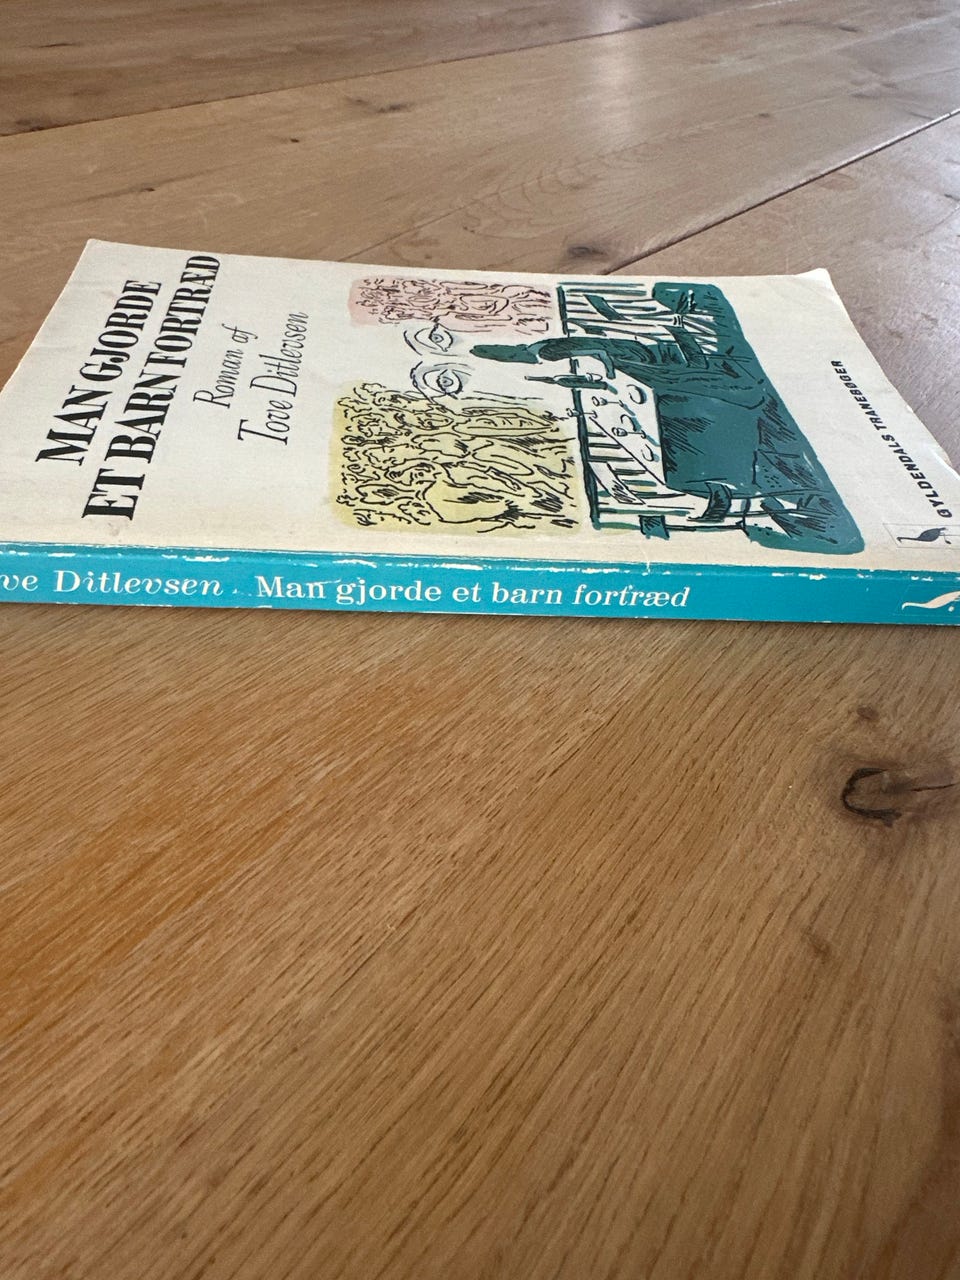 MAN GJORDE
ET BARN FORTRÆD
Roman af
Tove Ditlevsen
GYLDENDALS TRANEBØGER
ve Ditlevsen . Man gjorde et barn fortræd